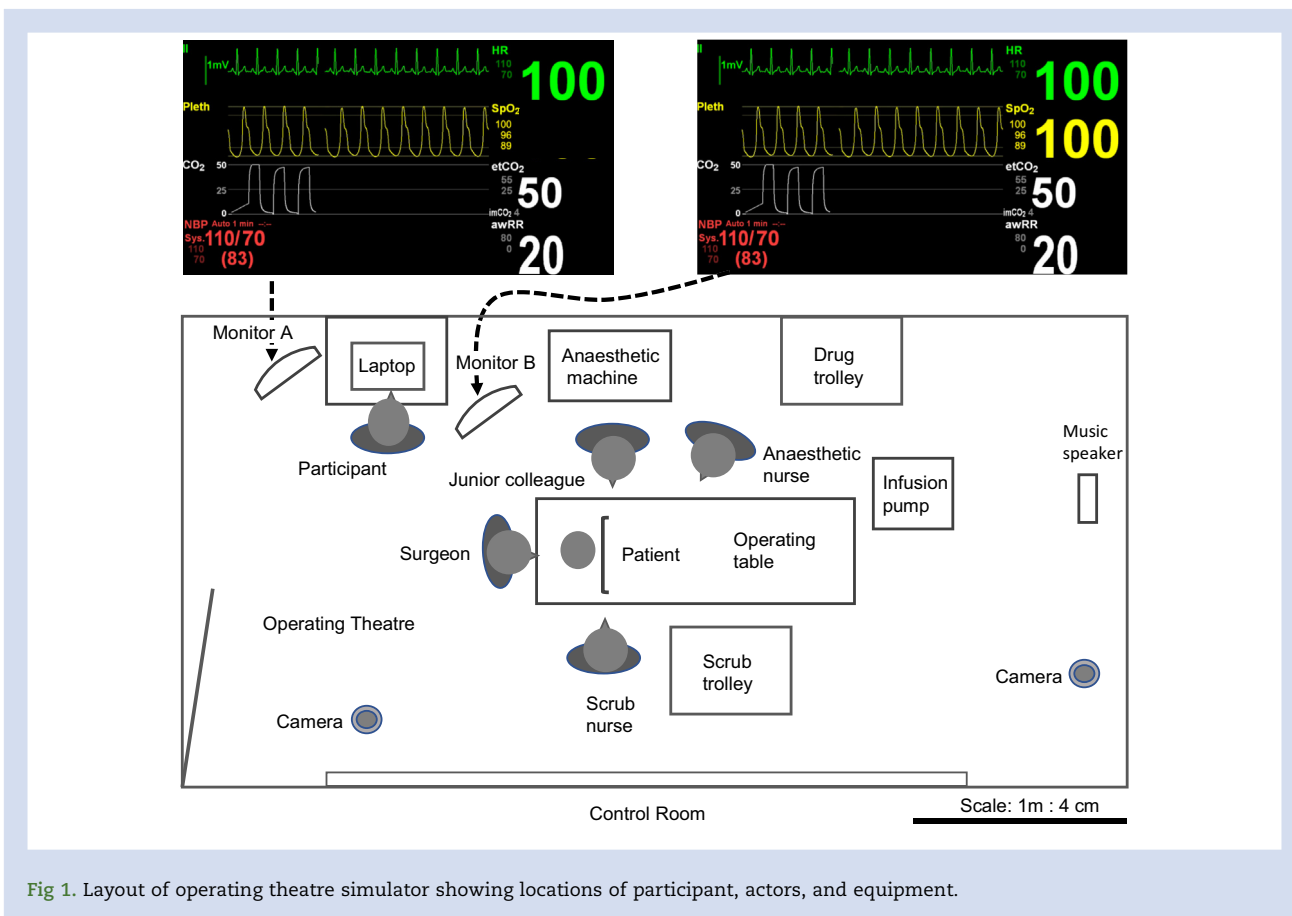 II
1mV
HR
110
70
100
Pleth
SpO2
100
96
89
CO2 50
25
0
etCO2
55
25
50
imCO2 4
awRR
80
0
20
NBP Auto 1 min --:--
Sys. 110/70
110
70
(83)
II
1mV
HR
110
70
100
Pleth
SpO2
100
96
89
100
CO2 50
25
0
etCO2
55
25
50
imCO2 4
awRR
80
0
20
NBP Auto 1 min --:--
Sys. 110/70
110
70
(83)
Monitor A
Laptop
Monitor B
Anaesthetic
machine
Drug
trolley
Participant
Junior colleague
Anaesthetic
nurse
Infusion
pump
Music
speaker
Surgeon
Patient
Operating
table
Operating Theatre
Scrub
nurse
Scrub
trolley
Camera
Camera
Control Room
Scale: 1m : 4 cm
Fig 1. Layout of operating theatre simulator showing locations of participant, actors, and equipment.